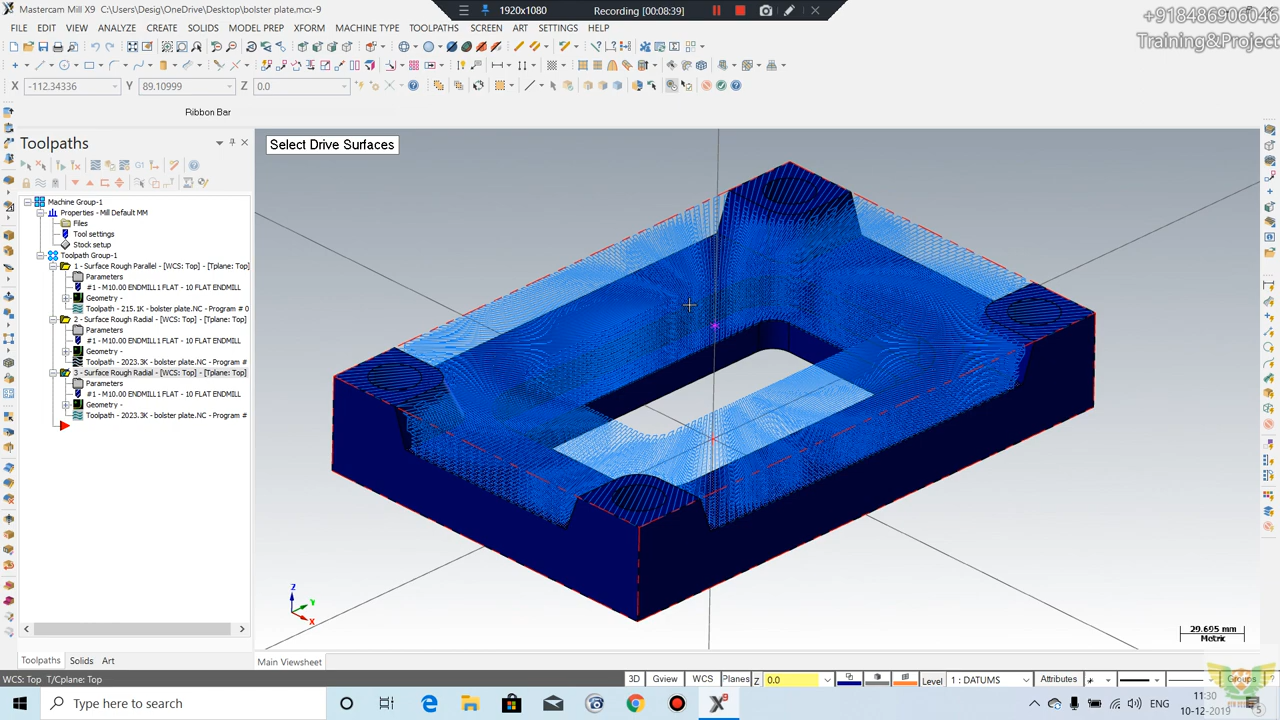 Mastercam Mill X9 C:\Users\Desig\OneDrive\Desktop\bolster plate.mcx-9
1920x1080
Recording [00:08:39]
+918486906046
Training&Project
FILE EDIT VIEW ANALYZE CREATE SOLIDS MODEL PREP XFORM MACHINE TYPE TOOLPATHS SCREEN ART SETTINGS HELP
X -112.34336 Y 89.10999 Z 0.0
Ribbon Bar
Toolpaths
Select Drive Surfaces
Machine Group-1
Properties - Mill Default MM
Files
Tool settings
Stock setup
Toolpath Group-1
1 - Surface Rough Parallel - [WCS: Top] - [Tplane: Top]
Parameters
#1 - M10.00 ENDMILL1 FLAT - 10 FLAT ENDMILL
Geometry -
Toolpath - 215.1K - bolster plate.NC - Program # 0
2 - Surface Rough Radial - [WCS: Top] - [Tplane: Top]
Parameters
#1 - M10.00 ENDMILL1 FLAT - 10 FLAT ENDMILL
Geometry -
Toolpath - 2023.3K - bolster plate.NC - Program #
3 - Surface Rough Radial - [WCS: Top] - [Tplane: Top]
Parameters
#1 - M10.00 ENDMILL1 FLAT - 10 FLAT ENDMILL
Geometry -
Toolpath - 2023.3K - bolster plate.NC - Program #
Z
Y
X
29.695 mm
Metric
Toolpaths Solids Art
Main Viewsheet
WCS: Top T/Cplane: Top
3D Gview WCS Planes Z 0.0 Level 1 : DATUMS Attributes Groups ?
Type here to search
ENG
11:30
10-12-2019
5